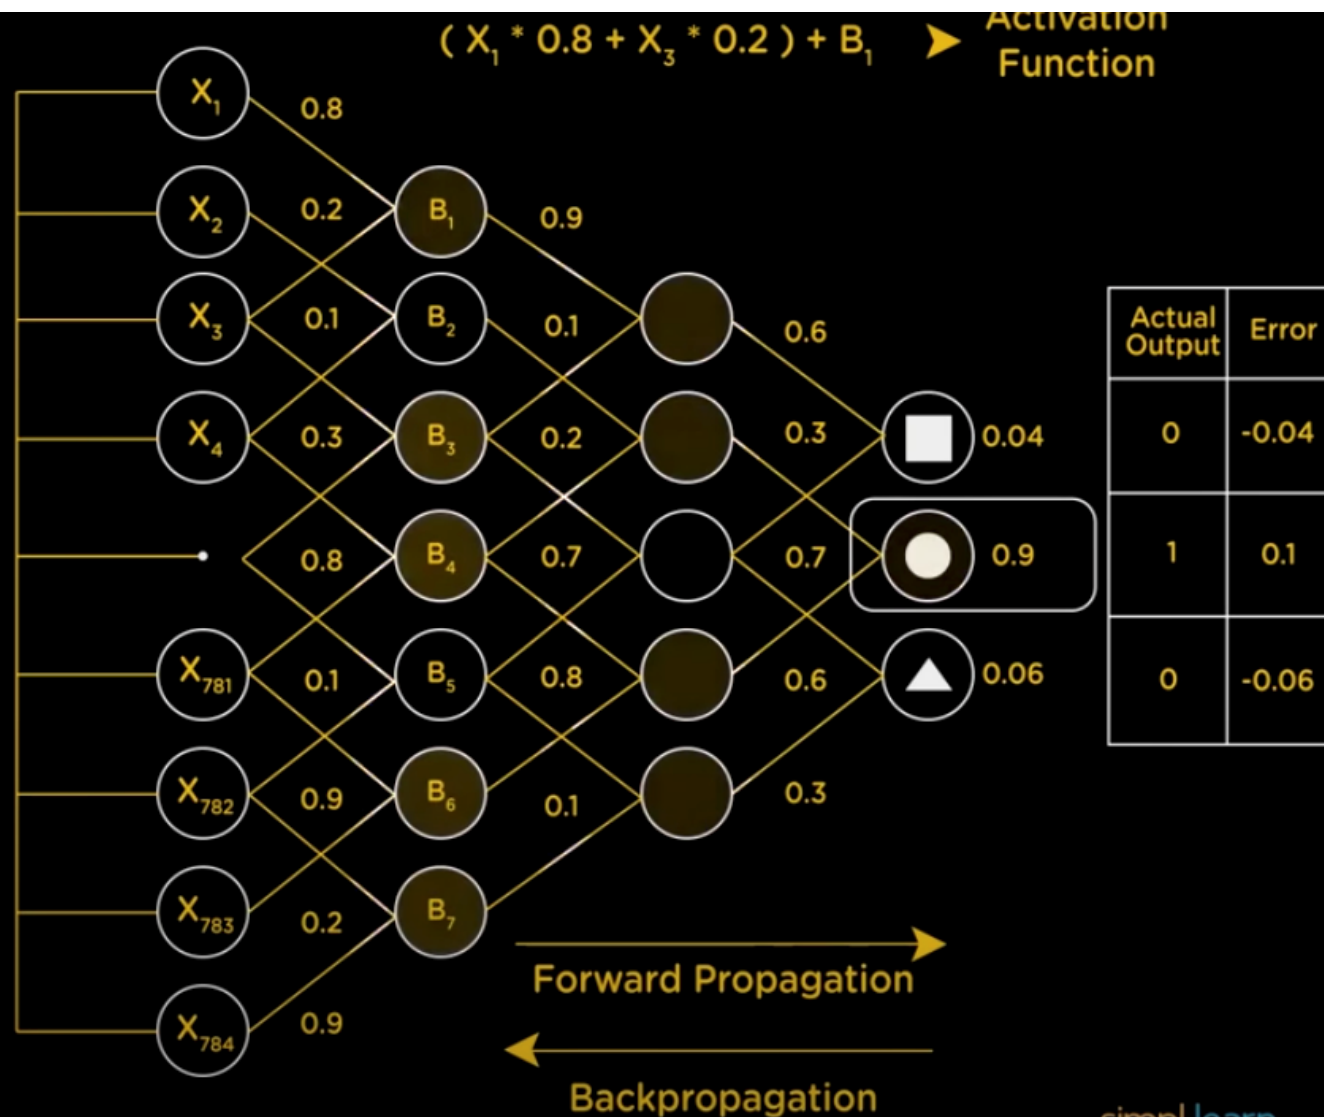 ( X₁ * 0.8 + X₃ * 0.2 ) + B₁
Activation
Function
X₁
0.8
X₂
0.2
B₁
0.9
X₃
0.1
B₂
0.1
0.6
X₄
0.3
B₃
0.2
0.3
0.04
0.8
B₄
0.7
0.7
0.9
X₇₈₁
0.1
B₅
0.8
0.6
0.06
X₇₈₂
0.9
B₆
0.1
0.3
X₇₈₃
0.2
B₇
X₇₈₄
0.9
Actual Error
Output
0 -0.04
1 0.1
0 -0.06
Forward Propagation
Backpropagation
simplilearn